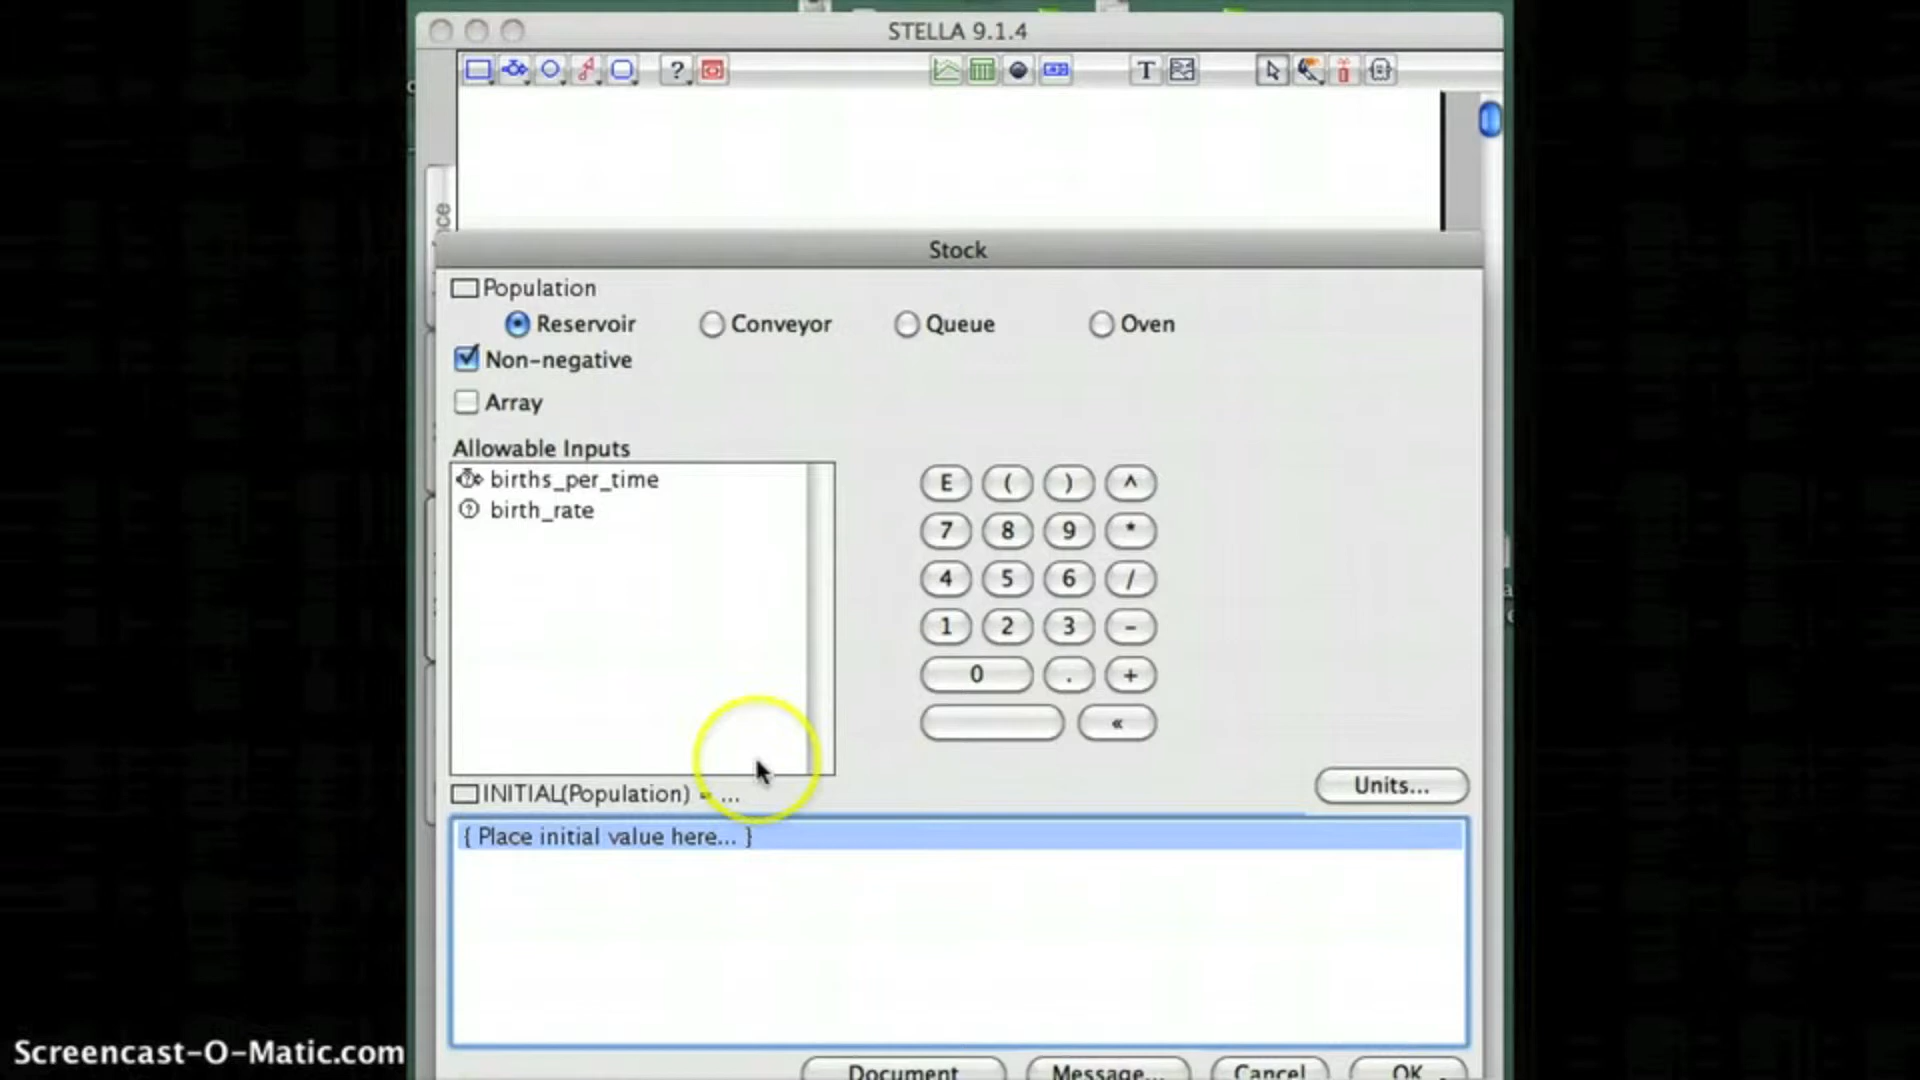 STELLA 9.1.4
?
T
ce
Stock
Population
Reservoir Conveyor Queue Oven
Non-negative
Array
Allowable Inputs
births_per_time
birth_rate
E ( ) ^
7 8 9 *
4 5 6 /
1 2 3 -
0 . +
«
Units...
INITIAL(Population) = ...
{ Place initial value here... }
Document Message... Cancel OK
Screencast-O-Matic.com